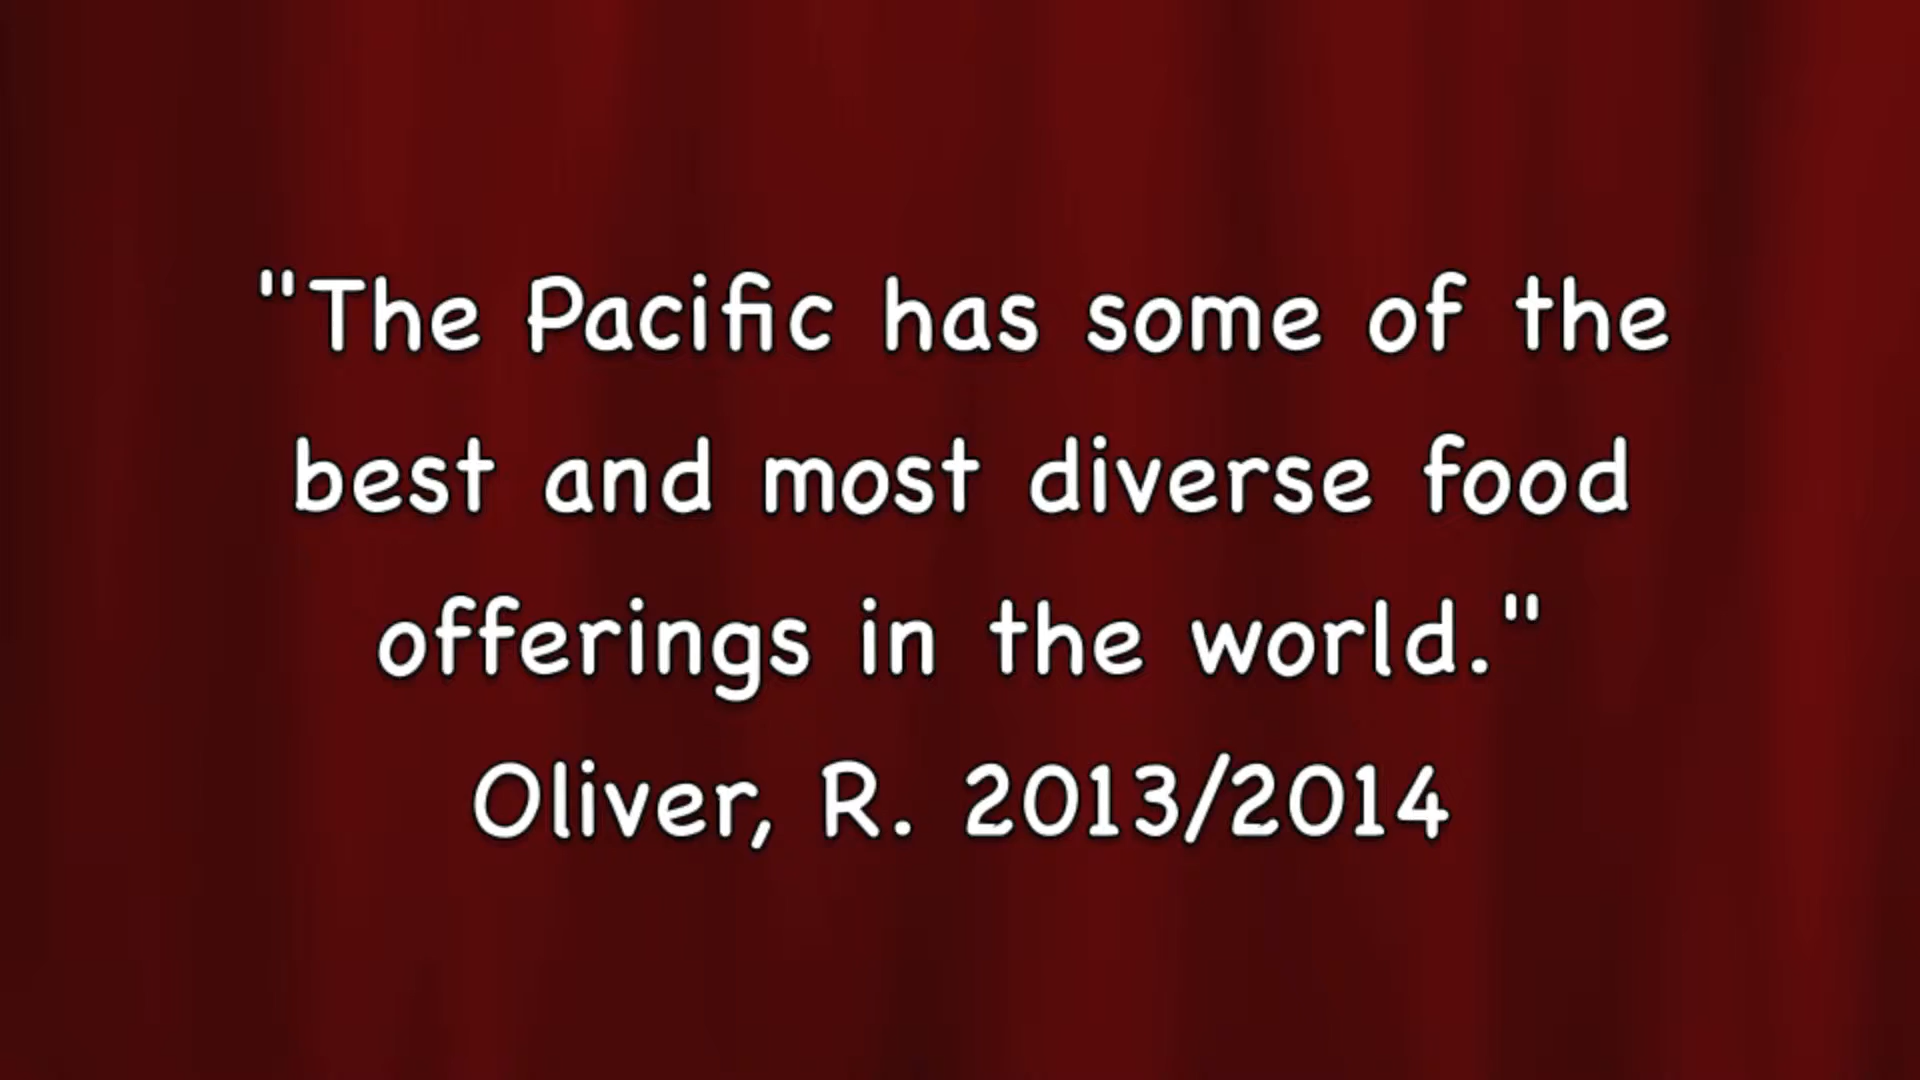 "The Pacific has some of the
best and most diverse food
offerings in the world."
Oliver, R. 2013/2014